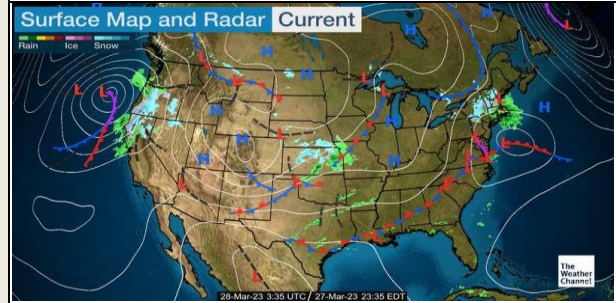 Surface Map and Radar Current
Rain Ice Snow
H
H
H
L
L
L
L
L
H
H
L
H
L
H
H
H
L
L
L
L
L
L
L
The
Weather
Channel
28-Mar-23 3:35 UTC / 27-Mar-23 23:35 EDT